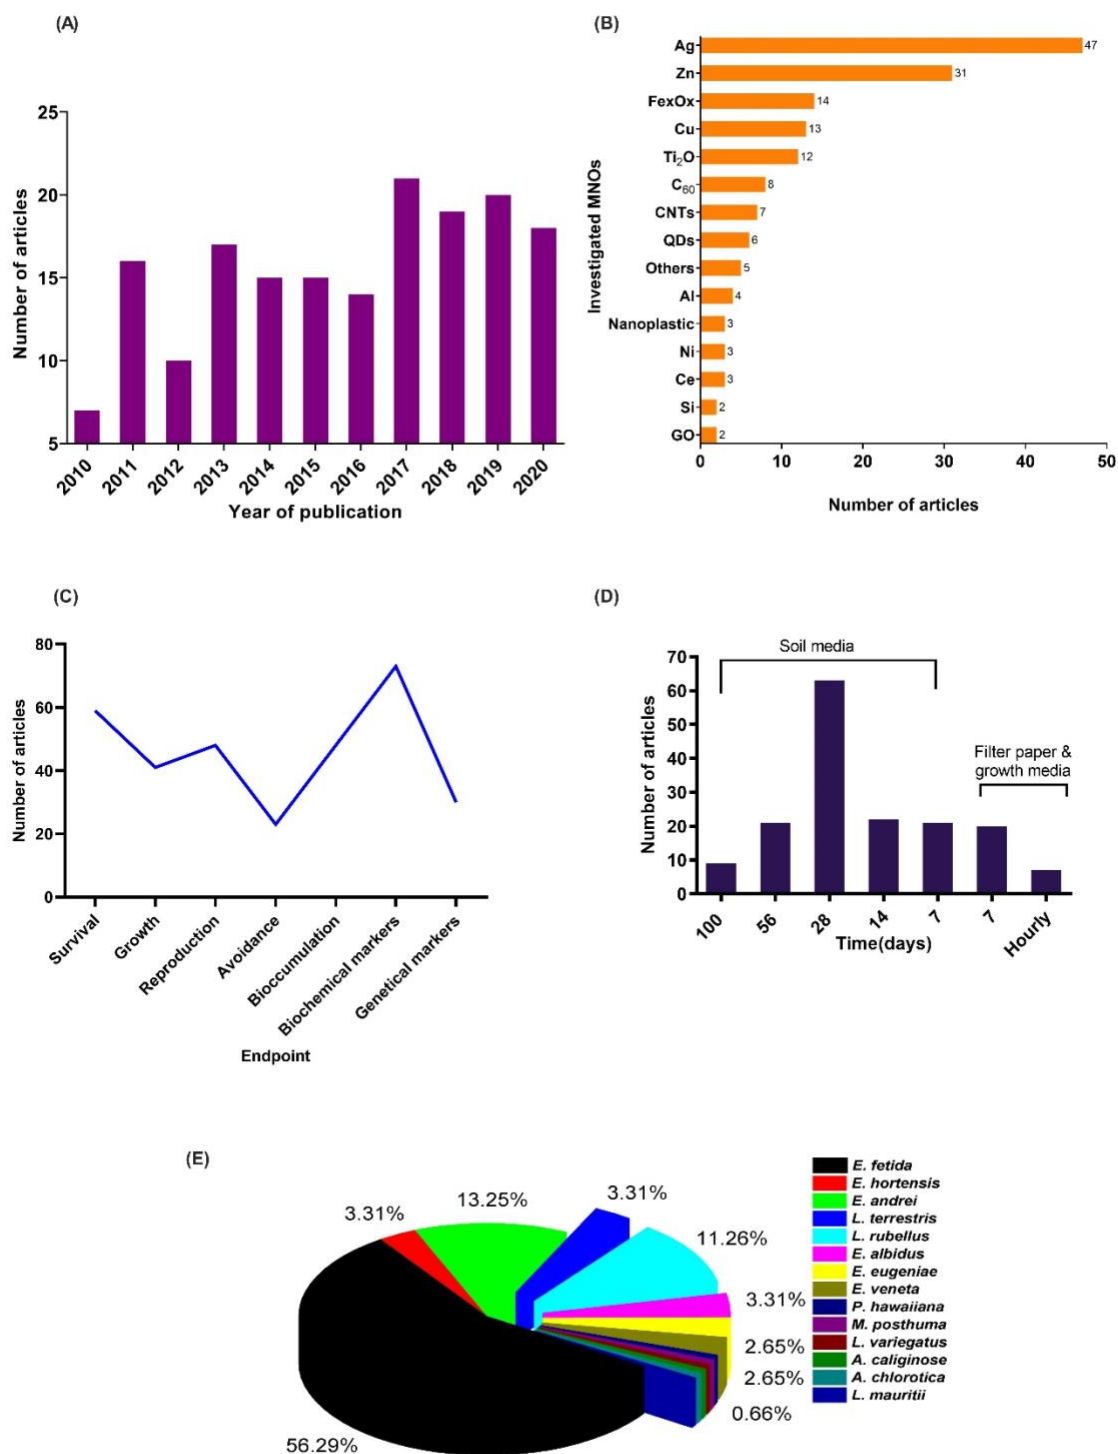 (A)
Number of articles
25
20
15
10
5
2010
2011
2012
2013
2014
2015
2016
2017
2018
2019
2020
Year of publication
(B)
Investigated MNOs
Ag
47
Zn
31
FexOx
14
Cu
13
Ti₂O
12
C₆₀
8
CNTs
7
QDs
6
Others
5
Al
4
Nanoplastic
3
Ni
3
Ce
3
Si
2
GO
2
0
10
20
30
40
50
Number of articles
(C)
Number of articles
80
60
40
20
0
Survival
Growth
Reproduction
Avoidance
Bioccumulation
Biochemical markers
Genetical markers
Endpoint
(D)
Number of articles
70
60
50
40
30
20
10
0
Soil media
Filter paper &
growth media
100
56
28
14
7
7
Hourly
Time(days)
(E)
3.31%
13.25%
3.31%
11.26%
3.31%
2.65%
2.65%
0.66%
56.29%
E. fetida
E. hortensis
E. andrei
L. terrestris
L. rubellus
E. albidus
E. eugeniae
E. veneta
P. hawaiiana
M. posthuma
L. variegatus
A. caliginose
A. chlorotica
L. mauritii